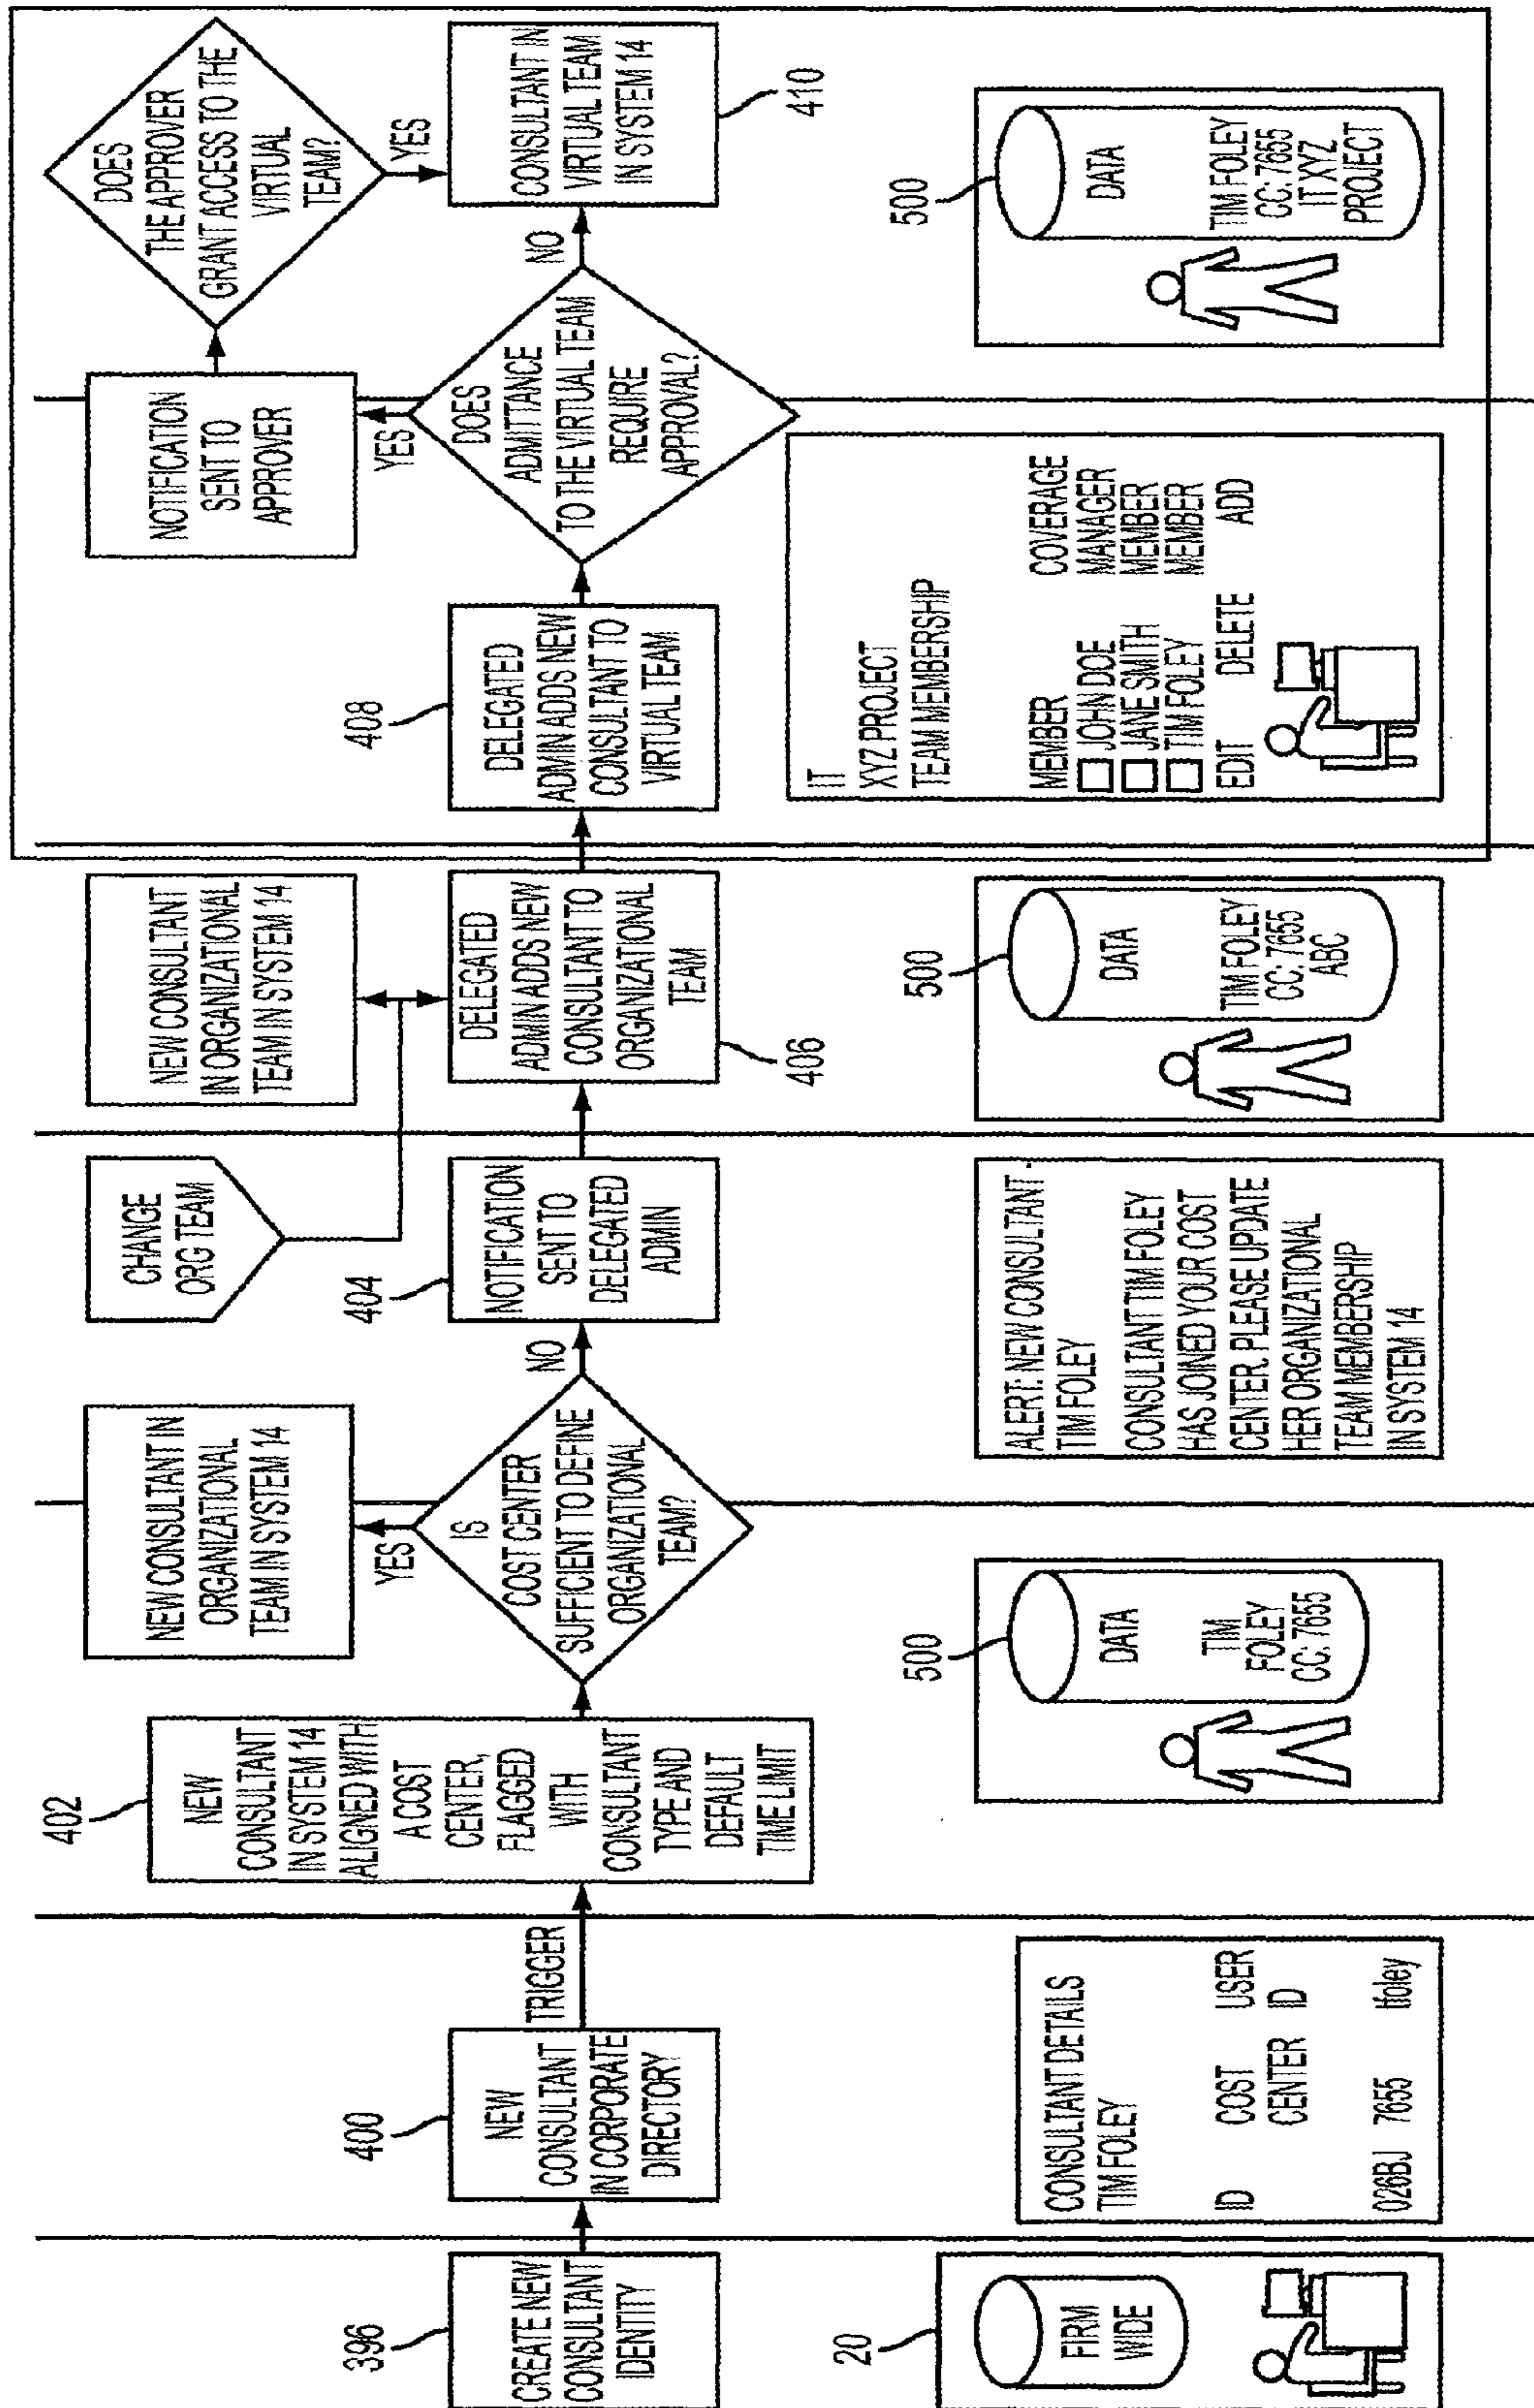 396
CREATE NEW
CONSULTANT
IDENTITY
20
FIRM
WIDE
400
NEW
CONSULTANT
IN CORPORATE
DIRECTORY
TRIGGER
CONSULTANT DETAILS
TIM FOLEY
ID COST USER
CENTER ID
026BJ 7655 tfoley
402
NEW
CONSULTANT
IN SYSTEM 14
ALIGNED WITH
A COST
CENTER,
FLAGGED
WITH
CONSULTANT
TYPE AND
DEFAULT
TIME LIMIT
500
DATA
TIM
FOLEY
CC: 7655
NEW CONSULTANT IN
ORGANIZATIONAL
TEAM IN SYSTEM 14
YES
IS
COST CENTER
SUFFICIENT TO DEFINE
ORGANIZATIONAL
TEAM?
NO
CHANGE
ORG TEAM
404
NOTIFICATION
SENT TO
DELEGATED
ADMIN
ALERT: NEW CONSULTANT -
TIM FOLEY
CONSULTANT TIM FOLEY
HAS JOINED YOUR COST
CENTER. PLEASE UPDATE
HER ORGANIZATIONAL
TEAM MEMBERSHIP
IN SYSTEM 14
NEW CONSULTANT
IN ORGANIZATIONAL
TEAM IN SYSTEM 14
DELEGATED
ADMIN ADDS NEW
CONSULTANT TO
ORGANIZATIONAL
TEAM
406
500
DATA
TIM FOLEY
CC: 7655
ABC
408
DELEGATED
ADMIN ADDS NEW
CONSULTANT TO
VIRTUAL TEAM
IT
XYZ PROJECT
TEAM MEMBERSHIP
MEMBER COVERAGE
JOHN DOE MANAGER
JANE SMITH MEMBER
TIM FOLEY MEMBER
EDIT DELETE ADD
NOTIFICATION
SENT TO
APPROVER
YES
DOES
ADMITTANCE
TO THE VIRTUAL TEAM
REQUIRE
APPROVAL?
NO
DOES
THE APPROVER
GRANT ACCESS TO THE
VIRTUAL
TEAM?
YES
CONSULTANT IN
VIRTUAL TEAM
IN SYSTEM 14
410
500
DATA
TIM FOLEY
CC: 7655
IT XYZ
PROJECT